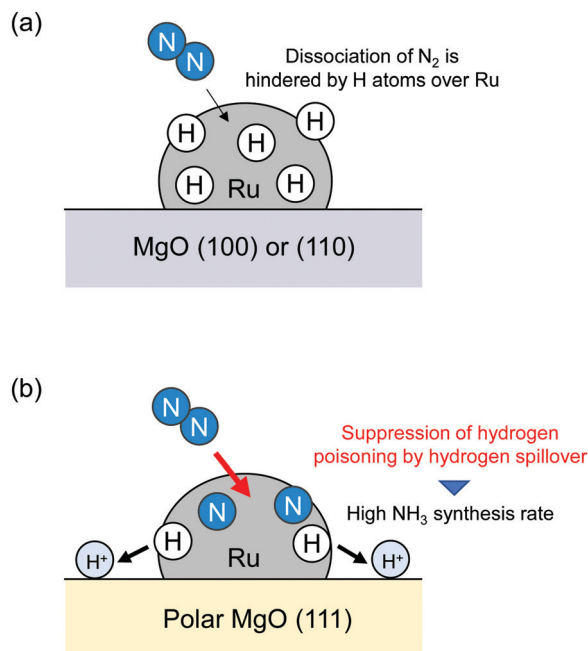 (a)
N
N
Dissociation of N₂ is
hindered by H atoms over Ru
H
H
H
H
H
Ru
MgO (100) or (110)
(b)
N
N
Suppression of hydrogen
poisoning by hydrogen spillover
High NH₃ synthesis rate
N
N
H
H
H⁺
Ru
H⁺
Polar MgO (111)